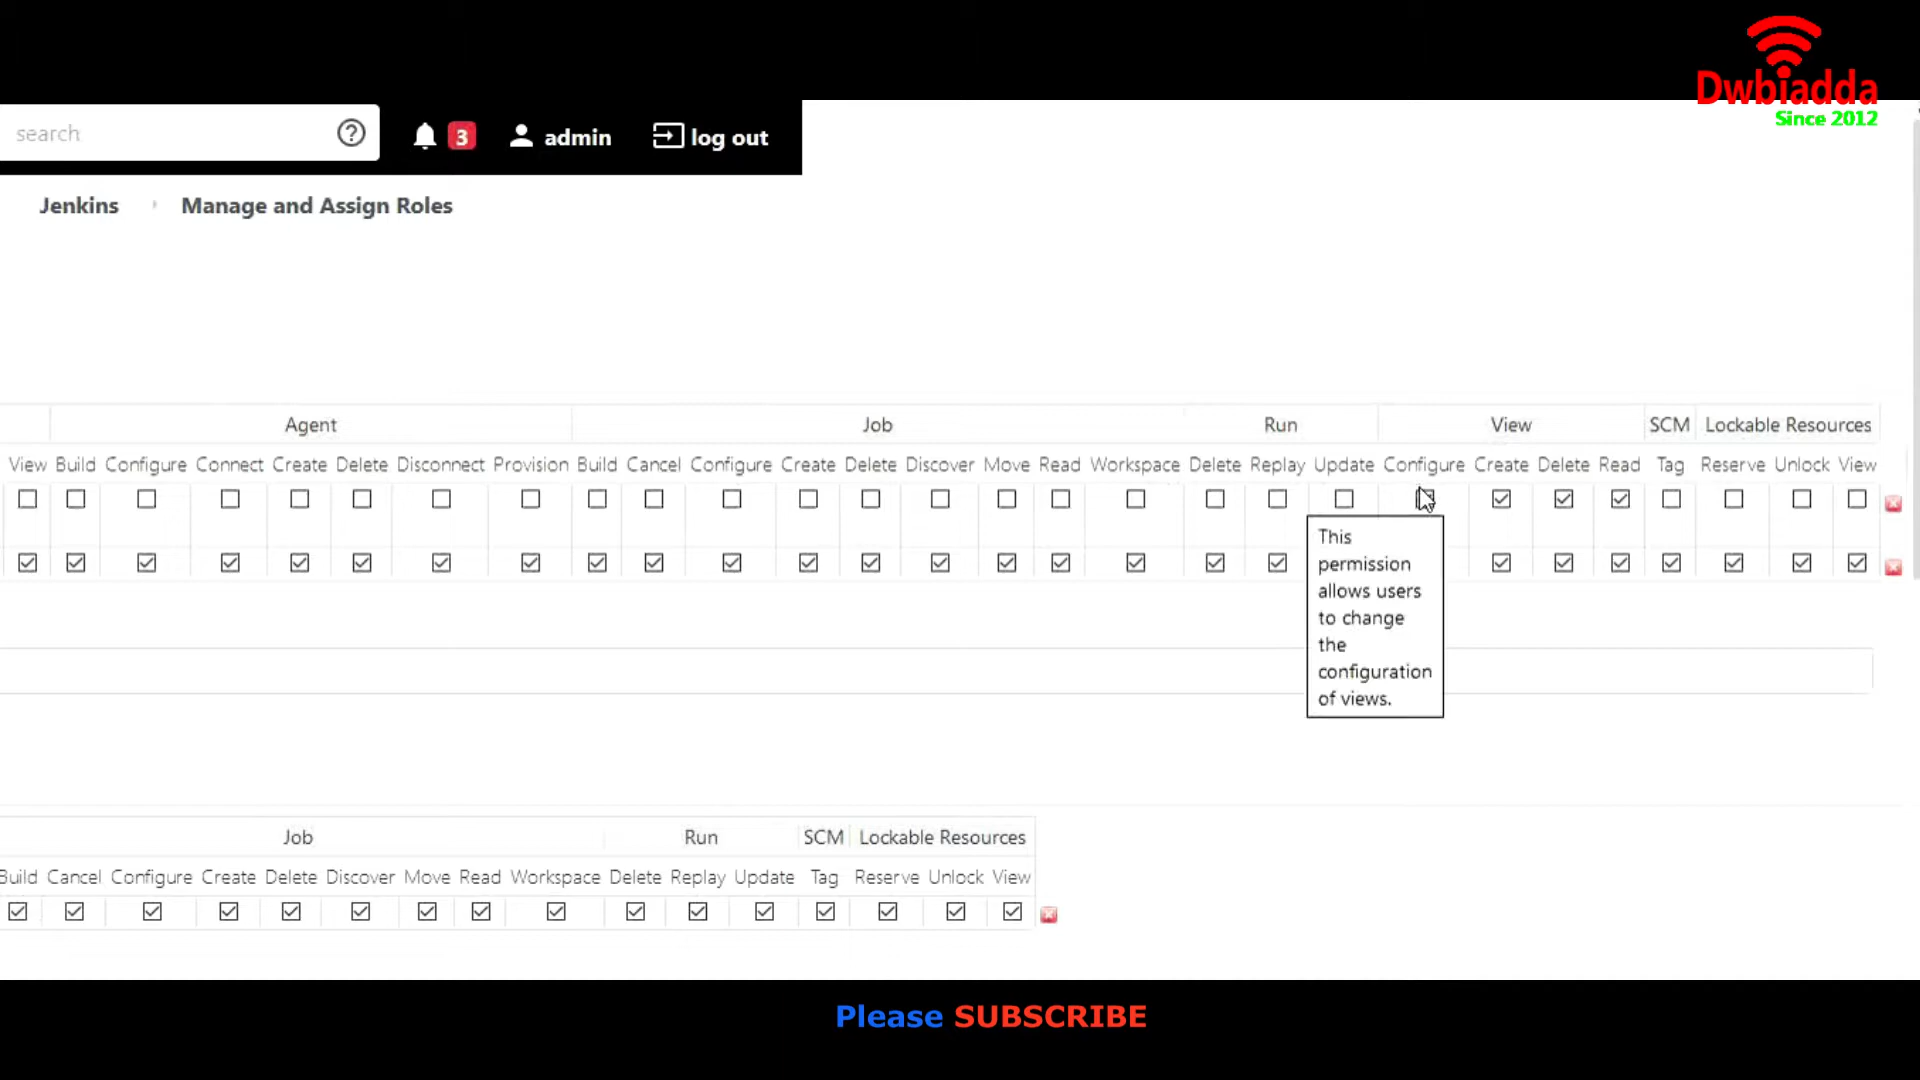 Dwbiadda
Since 2012
search
3 admin log out
Jenkins Manage and Assign Roles
Agent Job Run View SCM Lockable Resources
View Build Configure Connect Create Delete Disconnect Provision Build Cancel Configure Create Delete Discover Move Read Workspace Delete Replay Update Configure Create Delete Read Tag Reserve Unlock View
This
permission
allows users
to change
the
configuration
of views.
Job Run SCM Lockable Resources
Build Cancel Configure Create Delete Discover Move Read Workspace Delete Replay Update Tag Reserve Unlock View
Please SUBSCRIBE